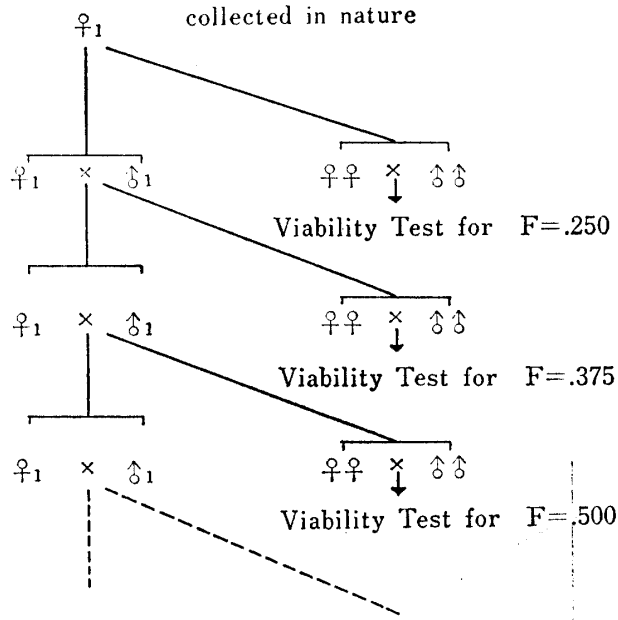 ♀1 collected in nature
♀1 × ♂1 ♀♀ × ♂♂
Viability Test for F=.250
♀1 × ♂1 ♀♀ × ♂♂
Viability Test for F=.375
♀1 × ♂1 ♀♀ × ♂♂
Viability Test for F=.500